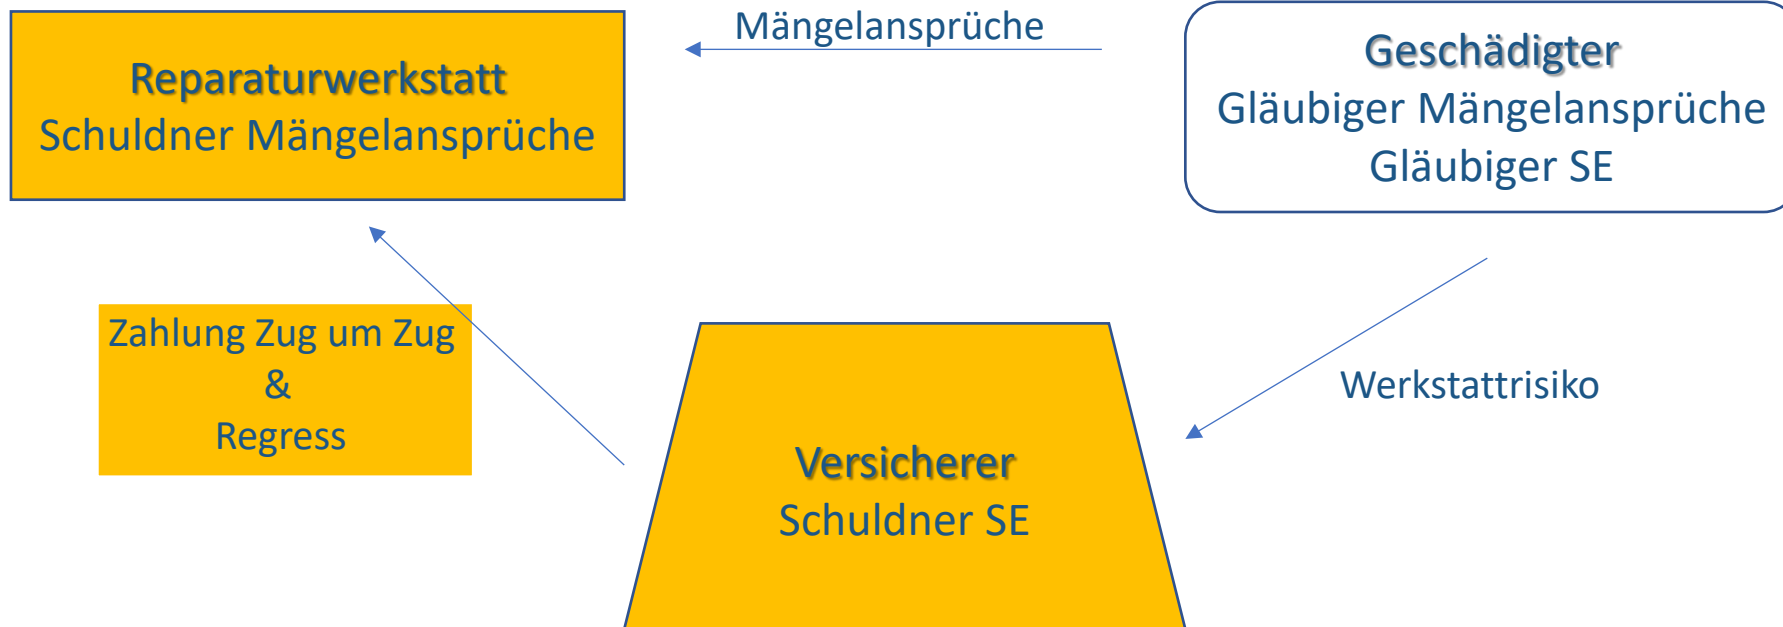 Mängelansprüche
Reparaturwerkstatt
Schuldner Mängelansprüche
Geschädigter
Gläubiger Mängelansprüche
Gläubiger SE
Zahlung Zug um Zug
&
Regress
Werkstattrisiko
Versicherer
Schuldner SE